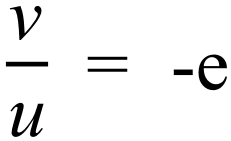 v/u = -e